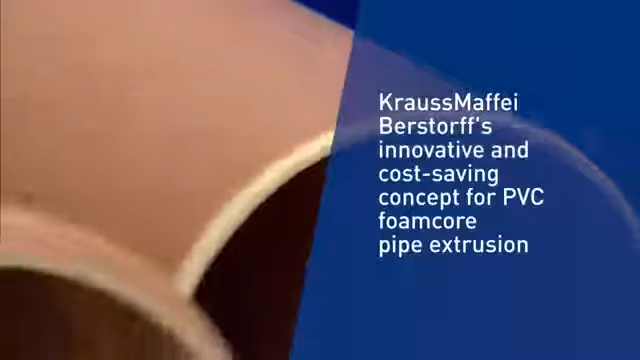 KraussMaffei
Berstorff's
innovative and
cost-saving
concept for PVC
foamcore
pipe extrusion